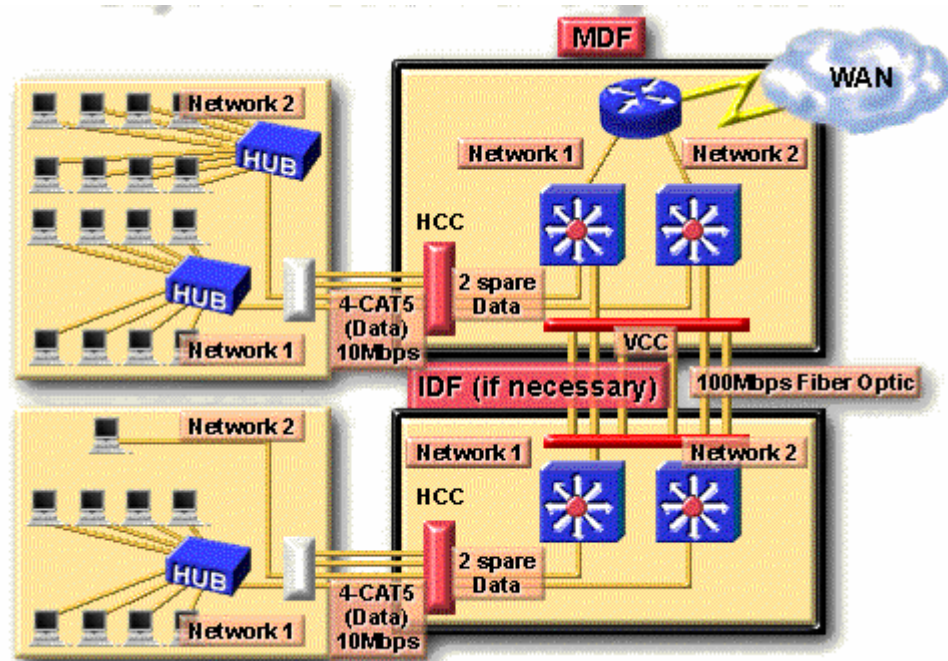 MDF
WAN
Network 2
HUB
Network 1
Network 2
HCC
HUB
4-CAT5
(Data)
10Mbps
2 spare
Data
Network 1
VCC
IDF (if necessary)
100Mbps Fiber Optic
Network 2
Network 1
Network 2
HCC
HUB
2 spare
Data
4-CAT5
(Data)
10Mbps
Network 1